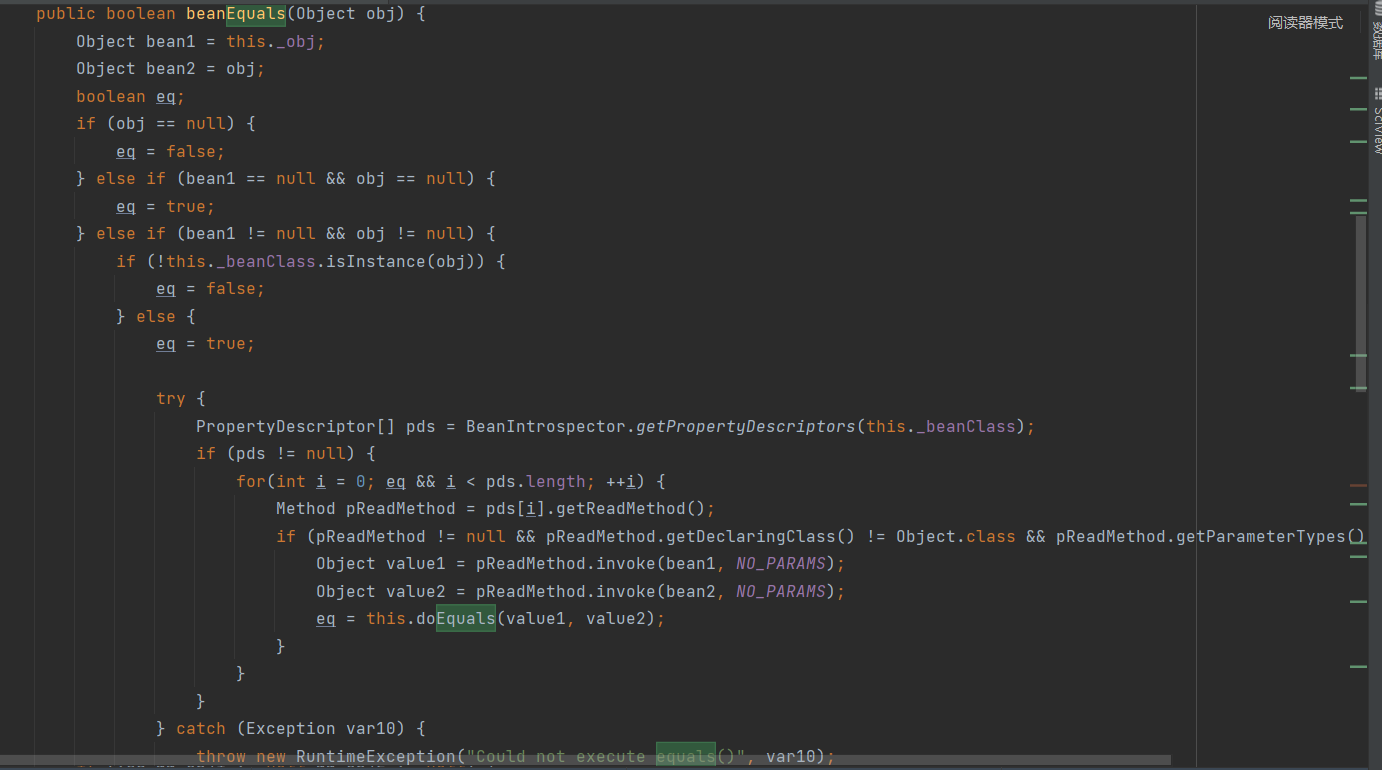 public boolean beanEquals(Object obj) {
阅读器模式
数据库
Object bean1 = this._obj;
Object bean2 = obj;
boolean eq;
SciView
if (obj == null) {
eq = false;
} else if (bean1 == null && obj == null) {
eq = true;
} else if (bean1 != null && obj != null) {
if (!this._beanClass.isInstance(obj)) {
eq = false;
} else {
eq = true;
try {
PropertyDescriptor[] pds = BeanIntrospector.getPropertyDescriptors(this._beanClass);
if (pds != null) {
for(int i = 0; eq && i < pds.length; ++i) {
Method pReadMethod = pds[i].getReadMethod();
if (pReadMethod != null && pReadMethod.getDeclaringClass() != Object.class && pReadMethod.getParameterTypes()
Object value1 = pReadMethod.invoke(bean1, NO_PARAMS);
Object value2 = pReadMethod.invoke(bean2, NO_PARAMS);
eq = this.doEquals(value1, value2);
}
}
}
} catch (Exception var10) {
throw new RuntimeException("Could not execute equals()", var10);